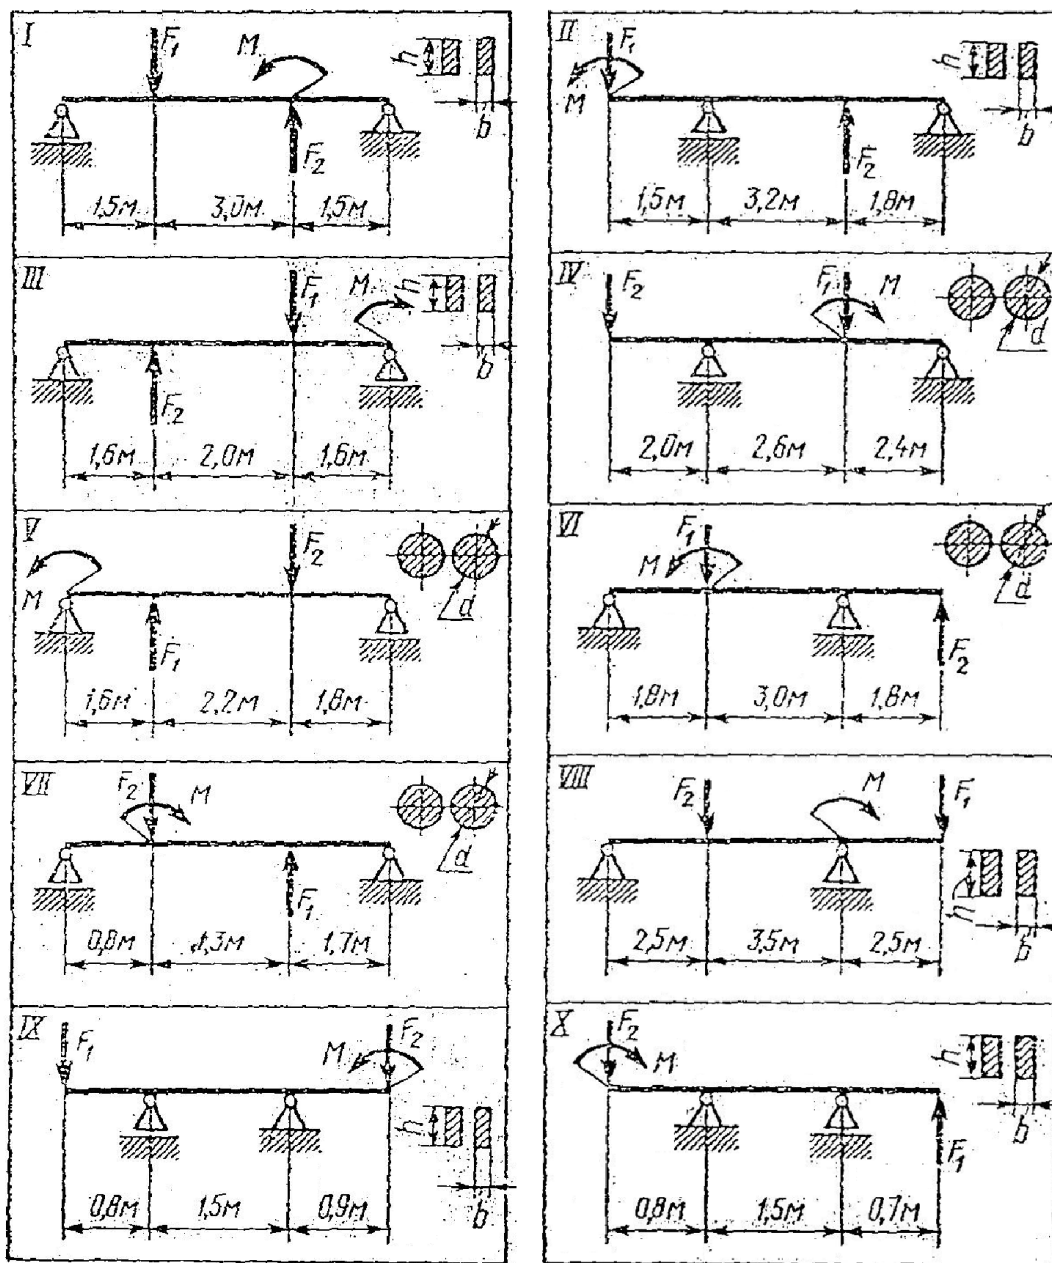 I
F₁ M h
F₂ b
1,5м 3,0м 1,5м
II
F₁ h
M b
F₂
1,5м 3,2м 1,8м
III
F₁ M h
b
F₂
1,6м 2,0м 1,6м
IV
F₂ F₁ M
d
2,0м 2,6м 2,4м
V
F₂
M d
F₁
1,6м 2,2м 1,8м
VI
F₁
M d
F₂
1,8м 3,0м 1,8м
VII
F₂ M
d
F₁
0,8м 1,3м 1,7м
VIII
F₂ M F₁
h
2,5м 3,5м 2,5м b
IX
F₁ M F₂
h
0,8м 1,5м 0,9м b
X
F₂ M h
b
F₁
0,8м 1,5м 0,7м